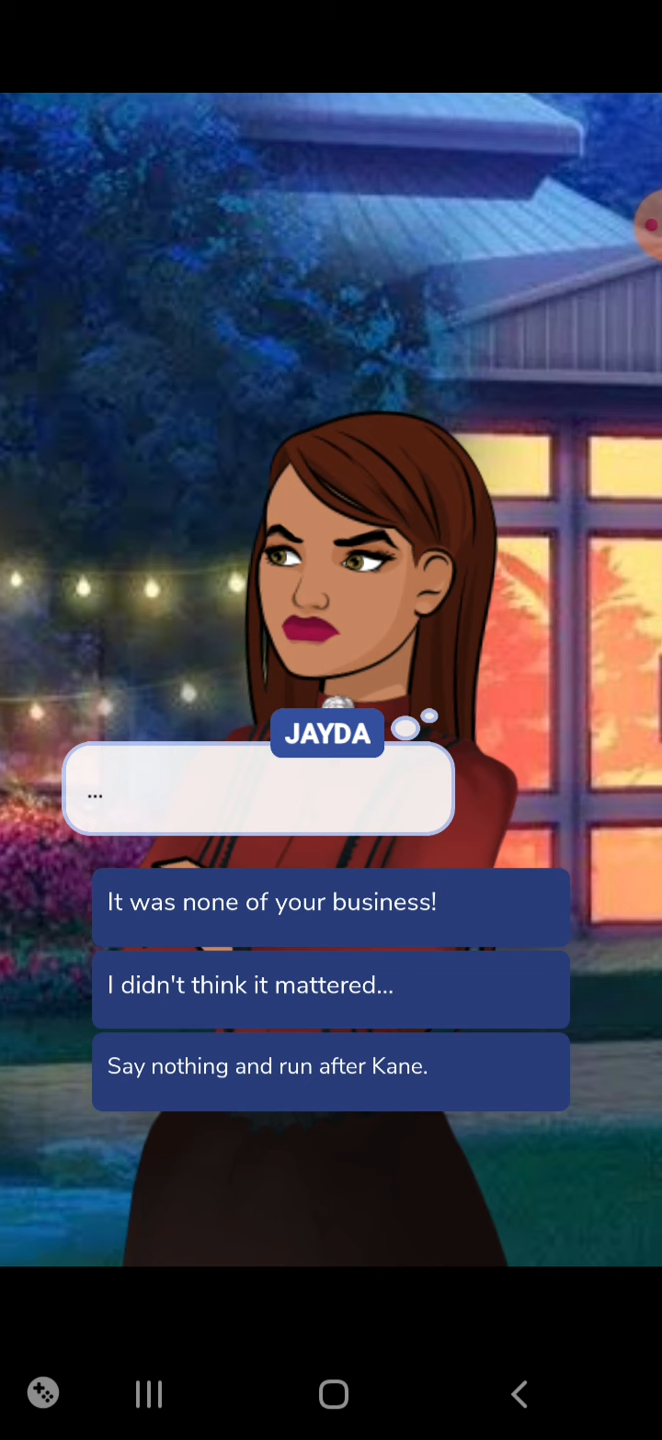 JAYDA
...
It was none of your business!
I didn't think it mattered...
Say nothing and run after Kane.